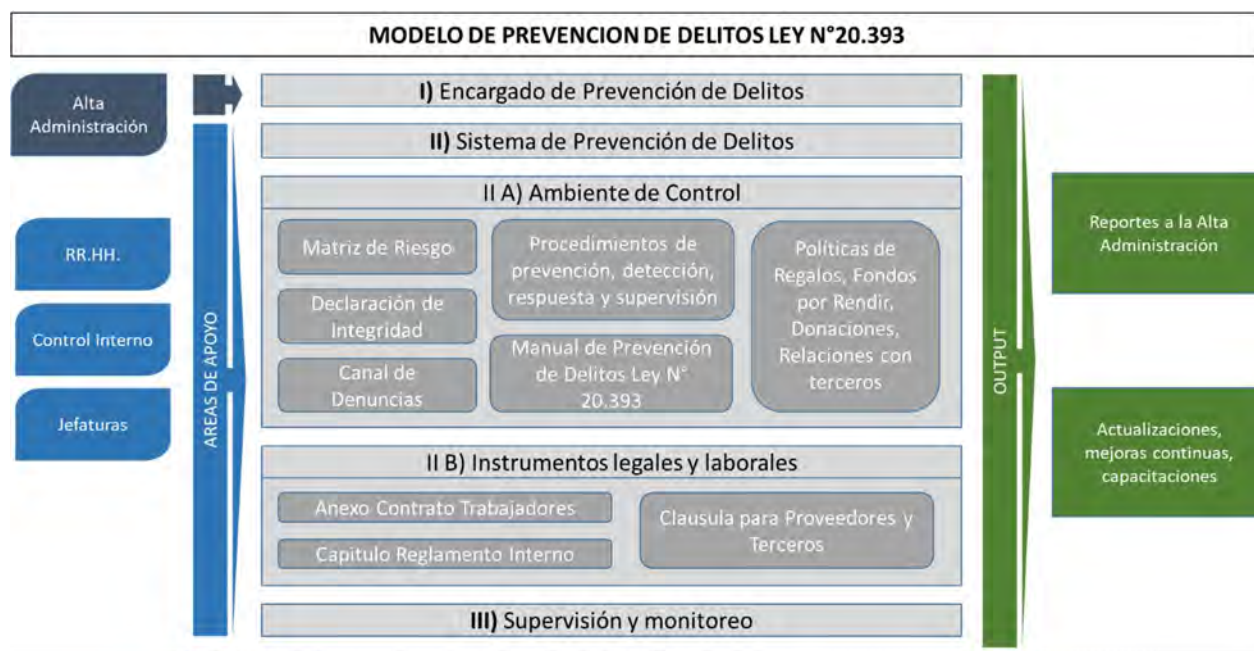 MODELO DE PREVENCION DE DELITOS LEY N°20.393
Alta
Administración
RR.HH.
Control Interno
Jefaturas
AREAS DE APOYO
I) Encargado de Prevención de Delitos
II) Sistema de Prevención de Delitos
II A) Ambiente de Control
Matriz de Riesgo
Declaración de
Integridad
Canal de
Denuncias
Procedimientos de
prevención, detección,
respuesta y supervisión
Manual de Prevención
de Delitos Ley N°
20.393
Políticas de
Regalos, Fondos
por Rendir,
Donaciones,
Relaciones con
terceros
II B) Instrumentos legales y laborales
Anexo Contrato Trabajadores
Capitulo Reglamento Interno
Clausula para Proveedores y
Terceros
III) Supervisión y monitoreo
OUTPUT
Reportes a la Alta
Administración
Actualizaciones,
mejoras continuas,
capacitaciones